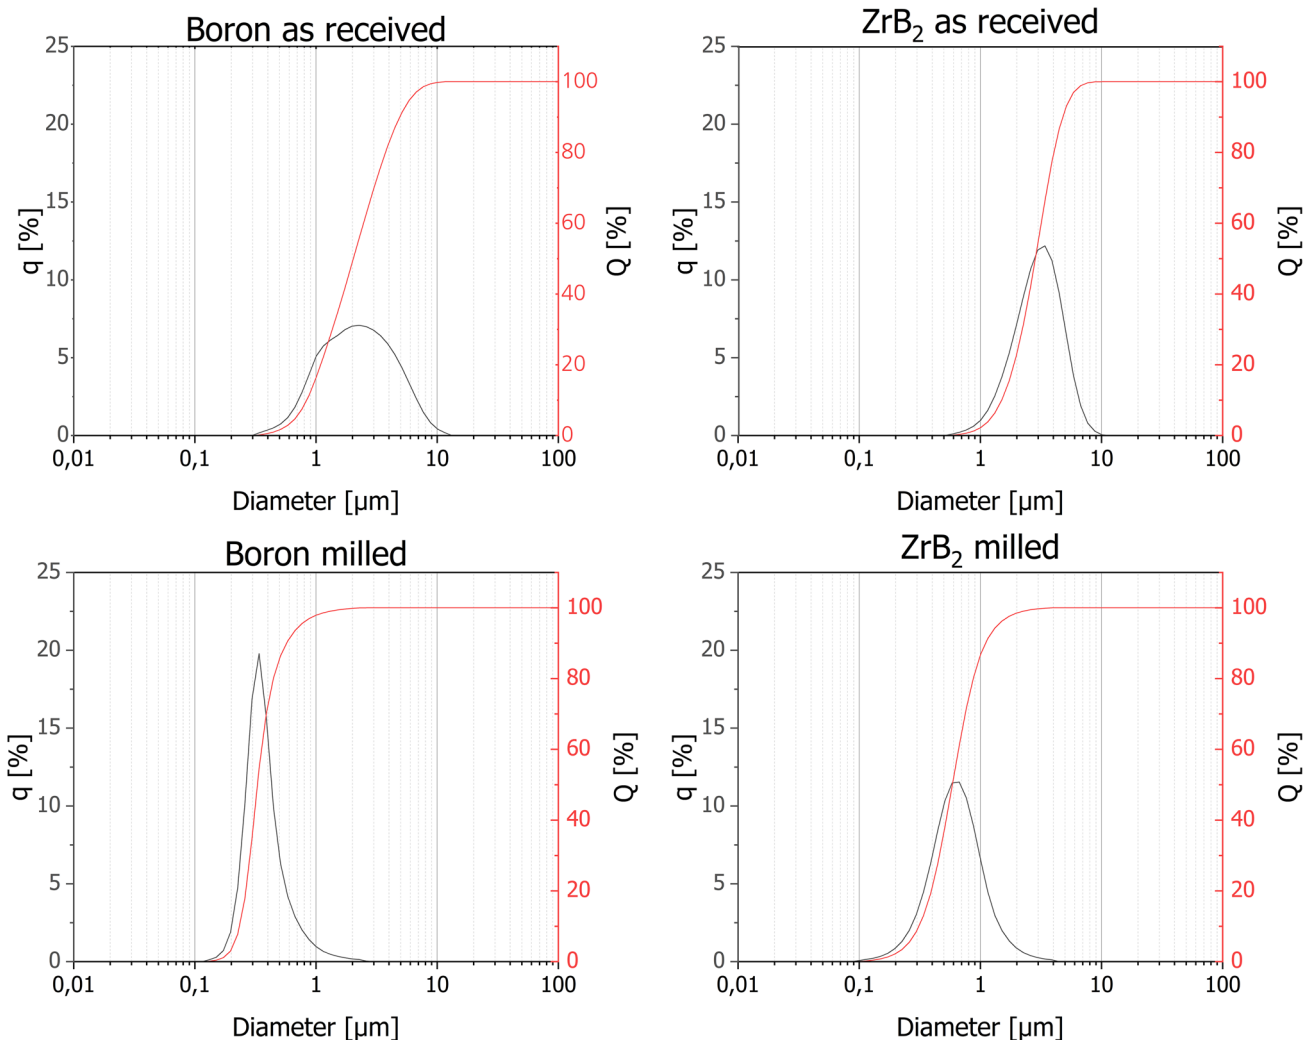 Boron as received
25
20
15
10
5
0
q [%]
100
80
60
40
20
0
Q [%]
0,01 0,1 1 10 100
Diameter [µm]
ZrB₂ as received
25
20
15
10
5
0
q [%]
100
80
60
40
20
0
Q [%]
0,01 0,1 1 10 100
Diameter [µm]
Boron milled
25
20
15
10
5
0
q [%]
100
80
60
40
20
0
Q [%]
0,01 0,1 1 10 100
Diameter [µm]
ZrB₂ milled
25
20
15
10
5
0
q [%]
100
80
60
40
20
0
Q [%]
0,01 0,1 1 10 100
Diameter [µm]